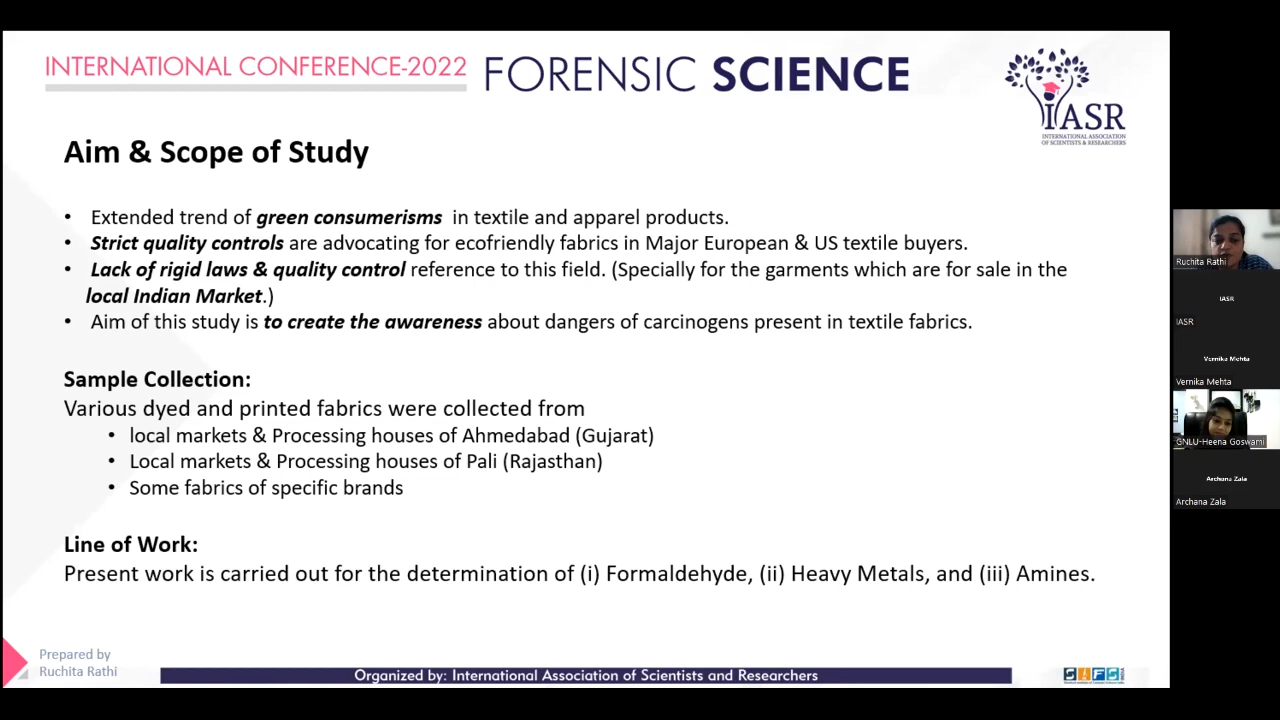 INTERNATIONAL CONFERENCE-2022 FORENSIC SCIENCE
IASR
INTERNATIONAL ASSOCIATION
OF SCIENTISTS & RESEARCHERS
Aim & Scope of Study
• Extended trend of green consumerisms in textile and apparel products.
• Strict quality controls are advocating for ecofriendly fabrics in Major European & US textile buyers.
• Lack of rigid laws & quality control reference to this field. (Specially for the garments which are for sale in the
local Indian Market.)
• Aim of this study is to create the awareness about dangers of carcinogens present in textile fabrics.
Sample Collection:
Various dyed and printed fabrics were collected from
• local markets & Processing houses of Ahmedabad (Gujarat)
• Local markets & Processing houses of Pali (Rajasthan)
• Some fabrics of specific brands
Line of Work:
Present work is carried out for the determination of (i) Formaldehyde, (ii) Heavy Metals, and (iii) Amines.
Prepared by
Ruchita Rathi
Organized by: International Association of Scientists and Researchers
SIFS
INDIA
Ruchita Rathi
IASR
IASR
Vernika Mehta
Vernika Mehta
GNLU-Heena Goswami
Archana Zala
Archana Zala